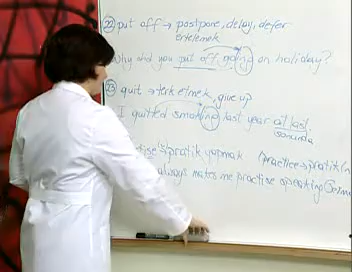 22 put off → postpone, delay, defer
ertelemek
Why did you put off going on holiday?
23 quit → terk etmek, give up
I quitted smoking last year at last.
sonunda
pratik yapmak (practice → pratik
always makes me practise speaking